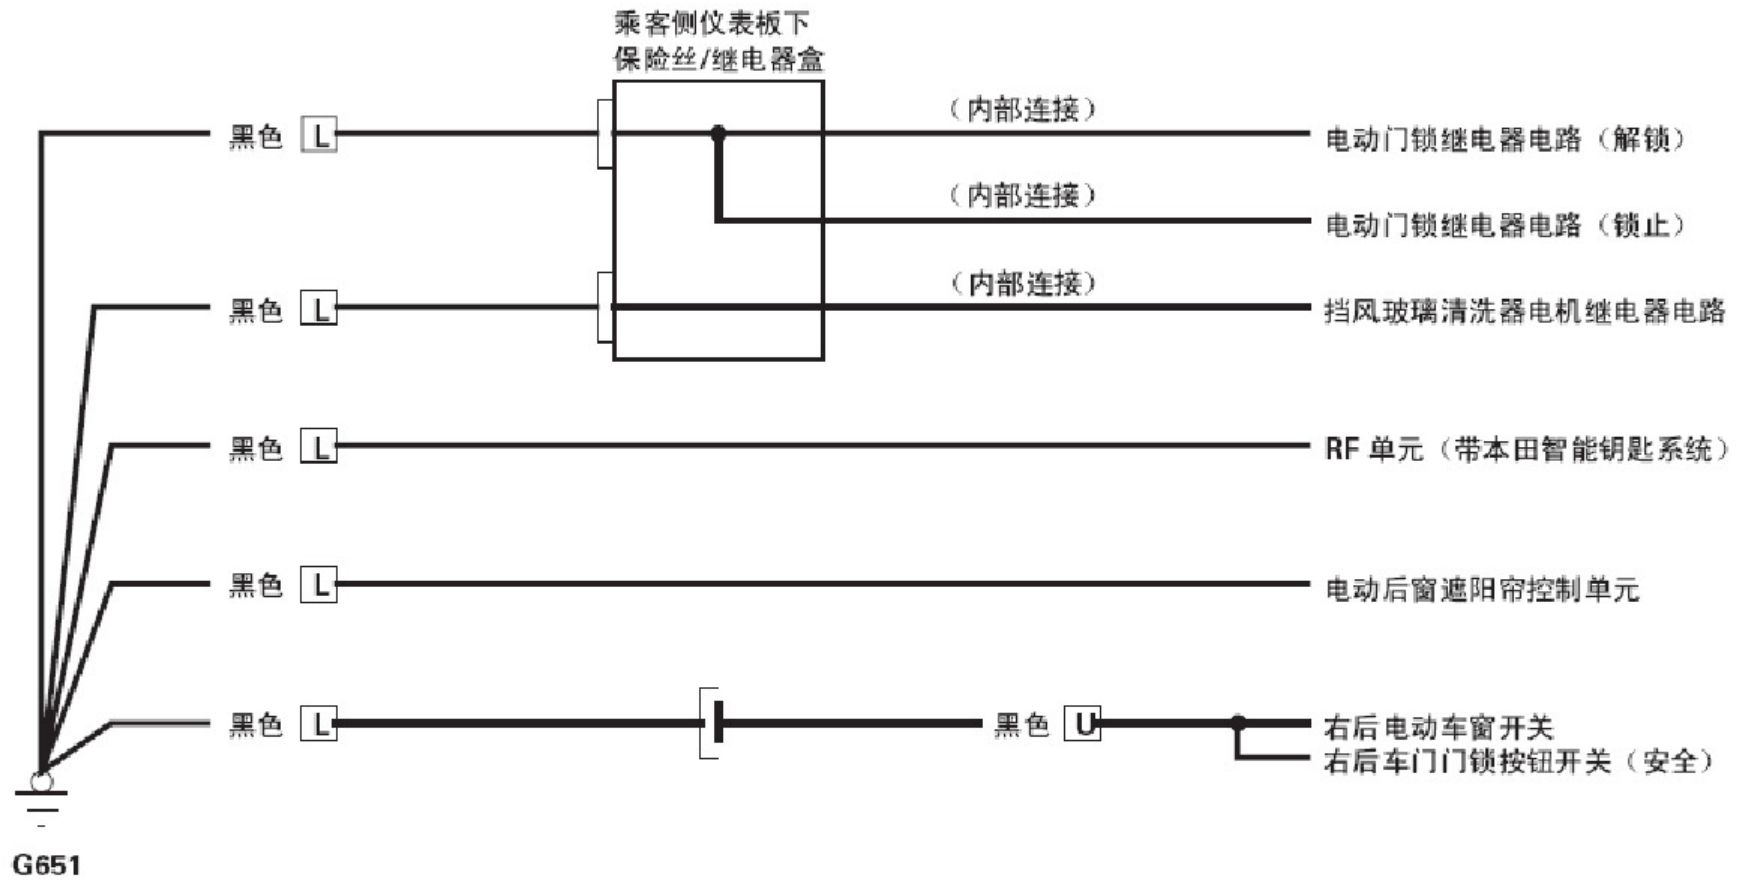 乘客侧仪表板下
保险丝/继电器盒
（内部连接）
黑色 L 电动门锁继电器电路（解锁）
（内部连接）
电动门锁继电器电路（锁止）
（内部连接）
黑色 L 挡风玻璃清洗器电机继电器电路
黑色 L RF 单元（带本田智能钥匙系统）
黑色 L 电动后窗遮阳帘控制单元
黑色 L 黑色 U 右后电动车窗开关
右后车门门锁按钮开关（安全）
G651